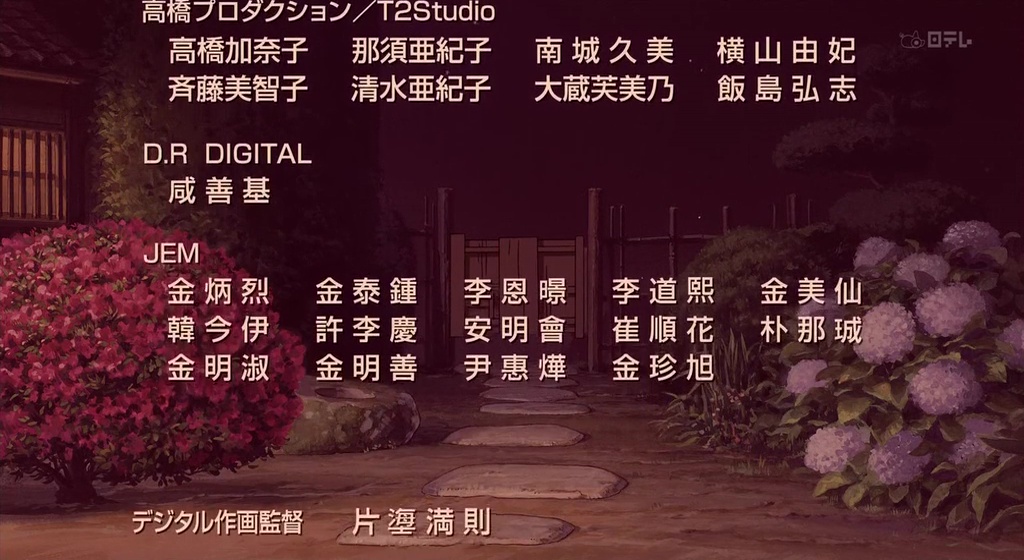 高橋プロダクション／T2Studio
日テレ
高橋加奈子 那須亜紀子 南城久美 横山由妃
斉藤美智子 清水亜紀子 大蔵芙美乃 飯島弘志
D.R DIGITAL
咸善基
JEM
金炳烈 金泰鍾 李恩暻 李道熙 金美仙
韓今伊 許李慶 安明會 崔順花 朴那珹
金明淑 金明善 尹惠燁 金珍旭
デジタル作画監督 片塰満則